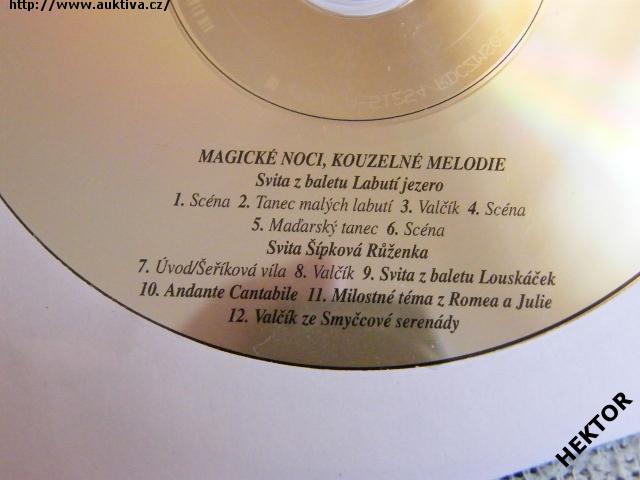 http://www.auktiva.cz/
MAGICKÉ NOCI, KOUZELNÉ MELODIE
Svita z baletu Labutí jezero
1. Scéna 2. Tanec malých labutí 3. Valčík 4. Scéna
5. Maďarský tanec 6. Scéna
Svita Šípková Růženka
7. Úvod/Šeříková víla 8. Valčík 9. Svita z baletu Louskáček
10. Andante Cantabile 11. Milostné téma z Romea a Julie
12. Valčík ze Smyčcové serenády
HEKTOR